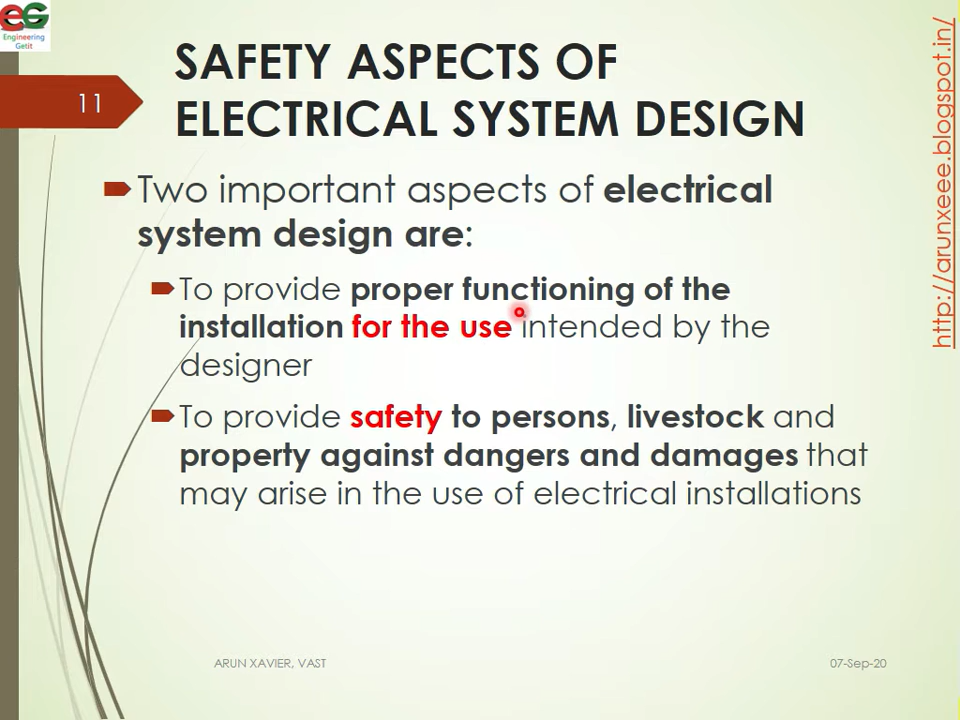 EG
Engineering
Getit
SAFETY ASPECTS OF
ELECTRICAL SYSTEM DESIGN
11
http://arunxeee.blogspot.in/
Two important aspects of electrical
system design are:
To provide proper functioning of the
installation for the use intended by the
designer
To provide safety to persons, livestock and
property against dangers and damages that
may arise in the use of electrical installations
ARUN XAVIER, VAST
07-Sep-20